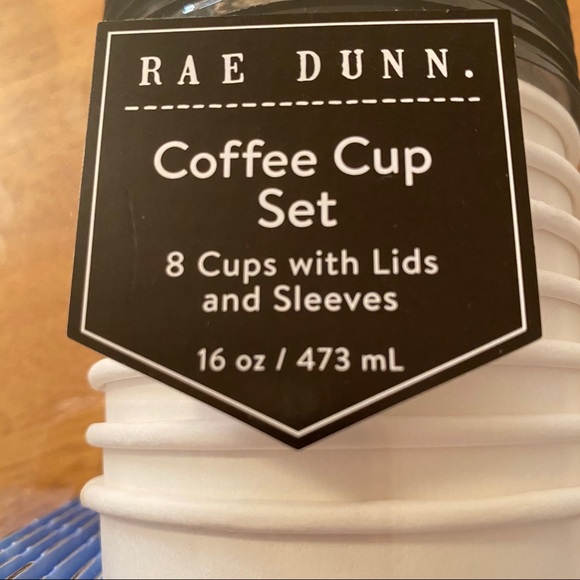 RAE DUNN.
Coffee Cup
Set
8 Cups with Lids
and Sleeves
16 oz / 473 mL